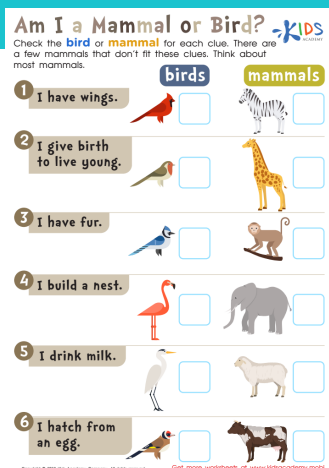 Am I a Mammal or Bird?
KIDS
ACADEMY
Check the bird or mammal for each clue. There are
a few mammals that don't fit these clues. Think about
most mammals.
birds
mammals
1 I have wings.
2 I give birth
to live young.
3 I have fur.
4 I build a nest.
5 I drink milk.
6 I hatch from
an egg.
Get more worksheets at www.kidsacademy.mobi